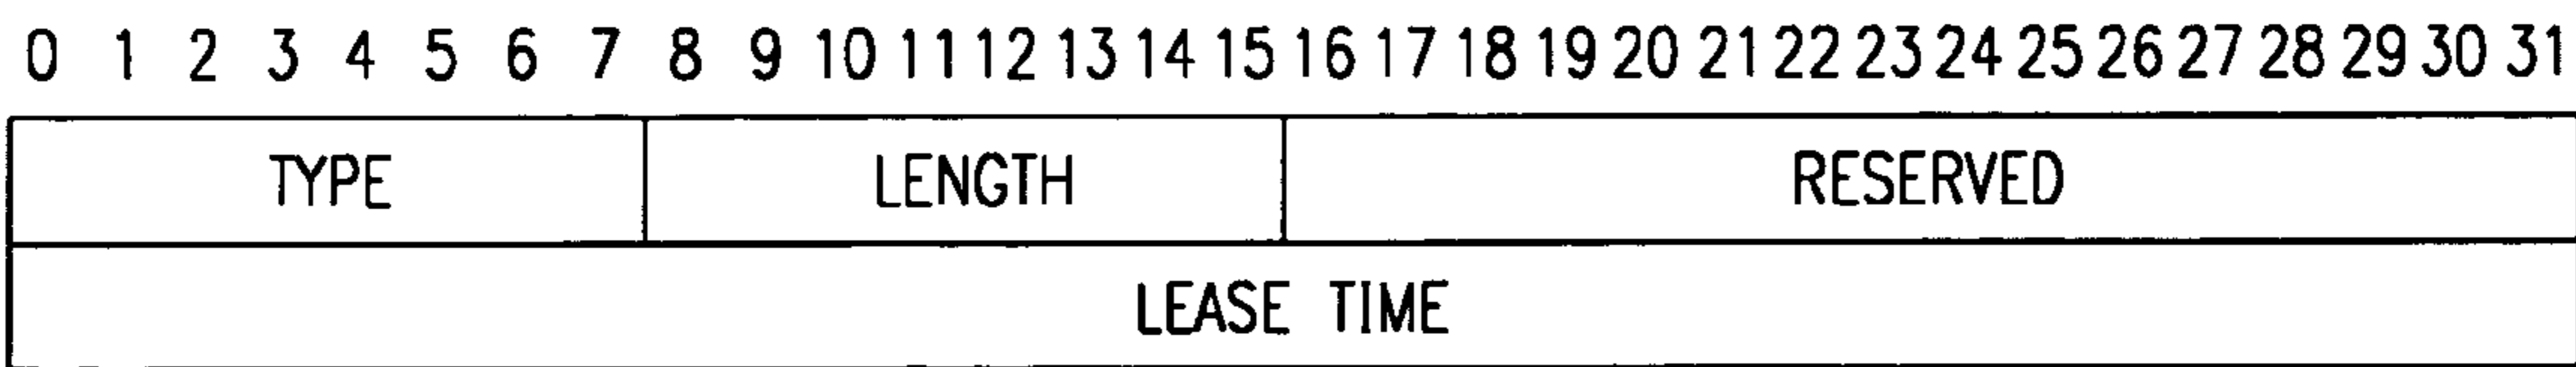 0 1 2 3 4 5 6 7 8 9 10 11 12 13 14 15 16 17 18 19 20 21 22 23 24 25 26 27 28 29 30 31
TYPE LENGTH RESERVED
LEASE TIME